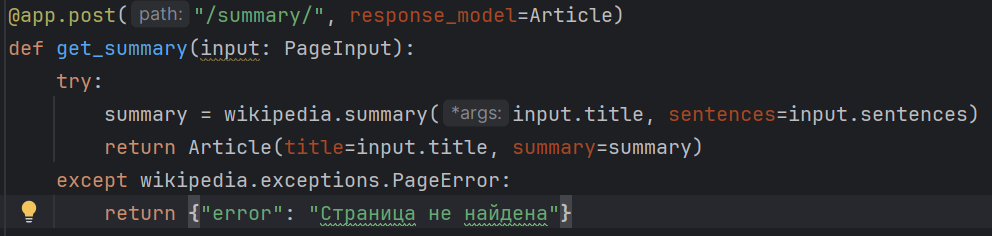 @app.post( path: "/summary/", response_model=Article)
def get_summary(input: PageInput):
    try:
        summary = wikipedia.summary( *args: input.title, sentences=input.sentences)
        return Article(title=input.title, summary=summary)
    except wikipedia.exceptions.PageError:
        return {"error": "Страница не найдена"}